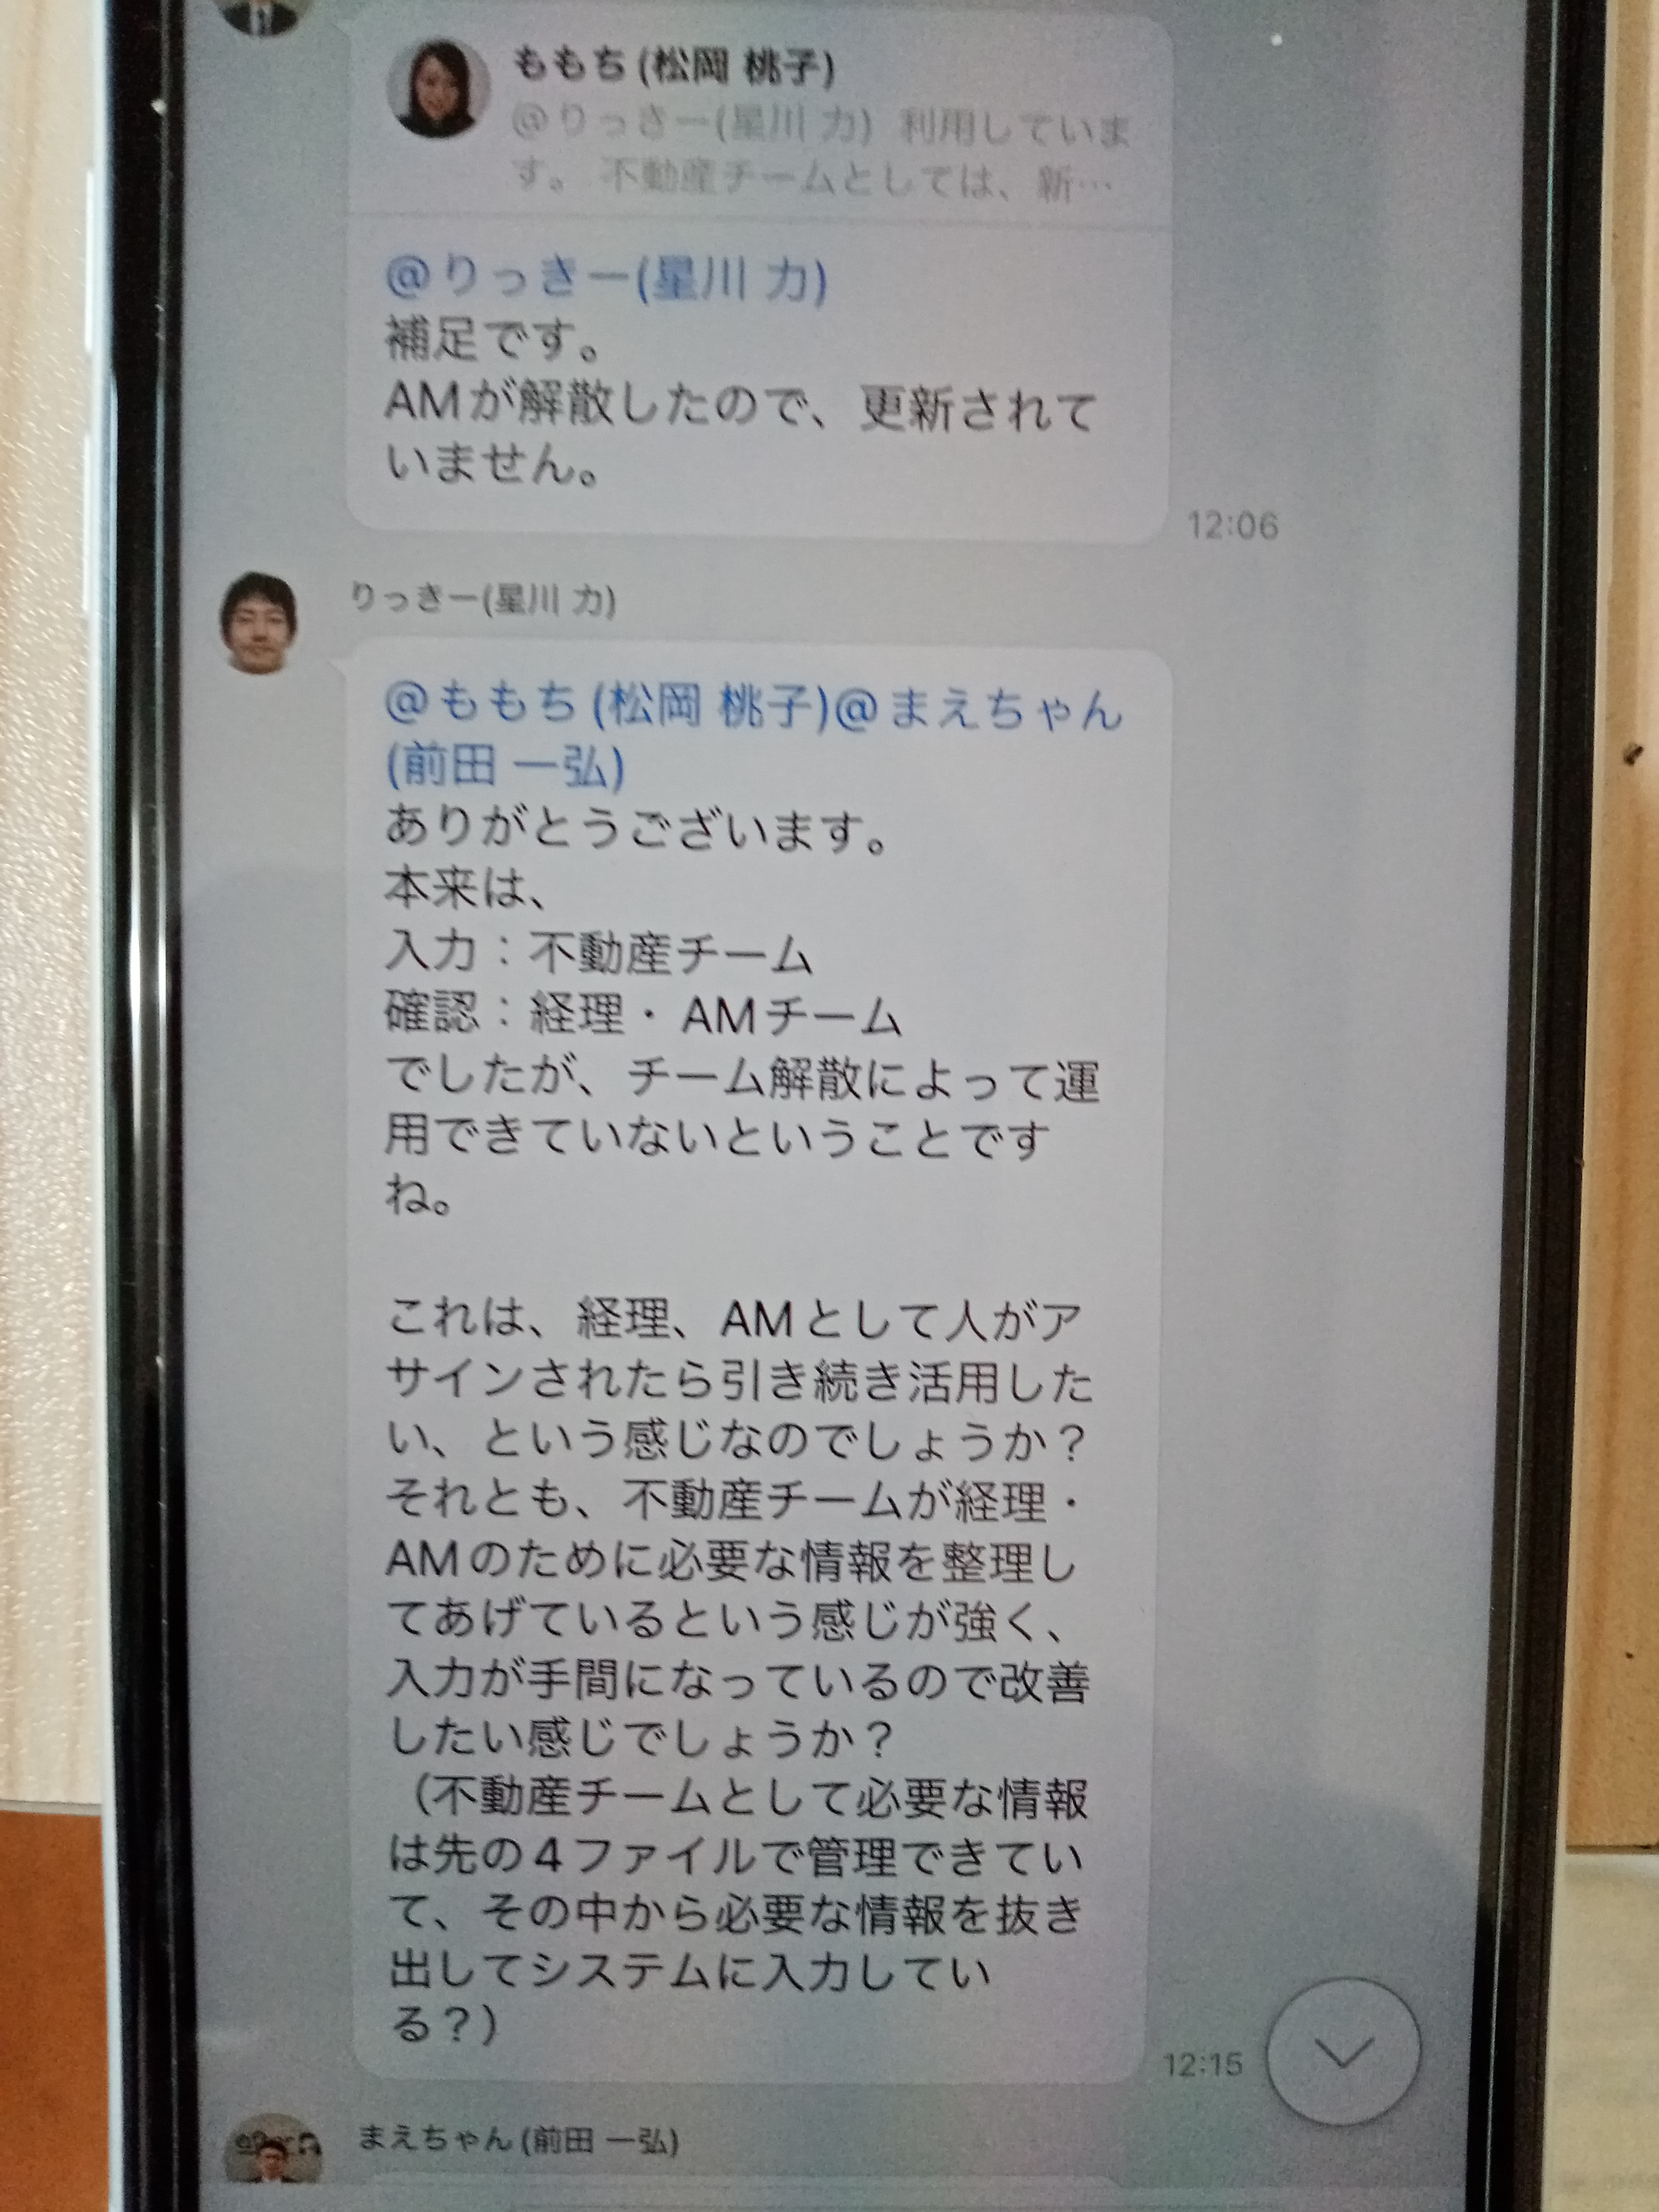 ももち(松岡 桃子)
@りっきー(星川 力) 利用していま
す。 不動産チームとしては、新…
@りっきー(星川 力)
補足です。
AMが解散したので、更新されて
いません。
12:06
りっきー(星川 力)
@ももち(松岡 桃子)@まえちゃん
(前田 一弘)
ありがとうございます。
本来は、
入力：不動産チーム
確認：経理・AMチーム
でしたが、チーム解散によって運
用できていないということです
ね。
これは、経理、AMとして人がア
サインされたら引き続き活用した
い、という感じなのでしょうか？
それとも、不動産チームが経理・
AMのために必要な情報を整理し
てあげているという感じが強く、
入力が手間になっているので改善
したい感じでしょうか？
（不動産チームとして必要な情報
は先の4ファイルで管理できてい
て、その中から必要な情報を抜き
出してシステムに入力してい
る？）
12:15
まえちゃん(前田 一弘)